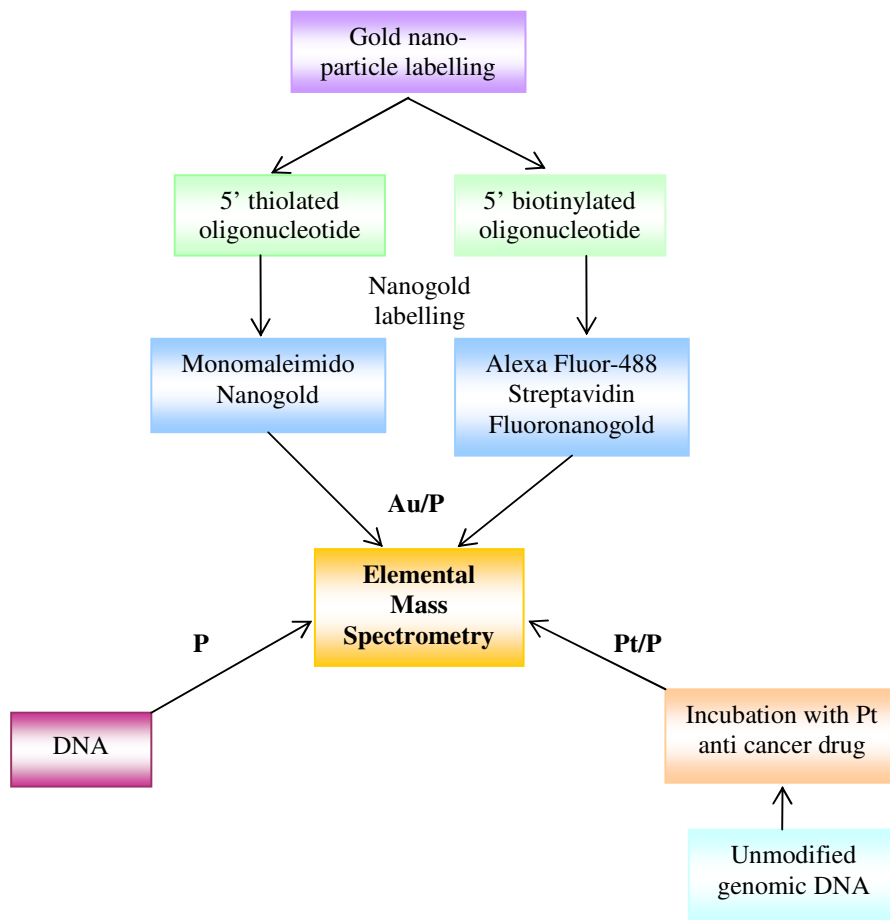 Gold nano-
particle labelling
5’ thiolated
oligonucleotide
5’ biotinylated
oligonucleotide
Nanogold
labelling
Monomaleimido
Nanogold
Alexa Fluor-488
Streptavidin
Fluoronanogold
Au/P
Elemental
Mass
Spectrometry
P
Pt/P
DNA
Incubation with Pt
anti cancer drug
Unmodified
genomic DNA